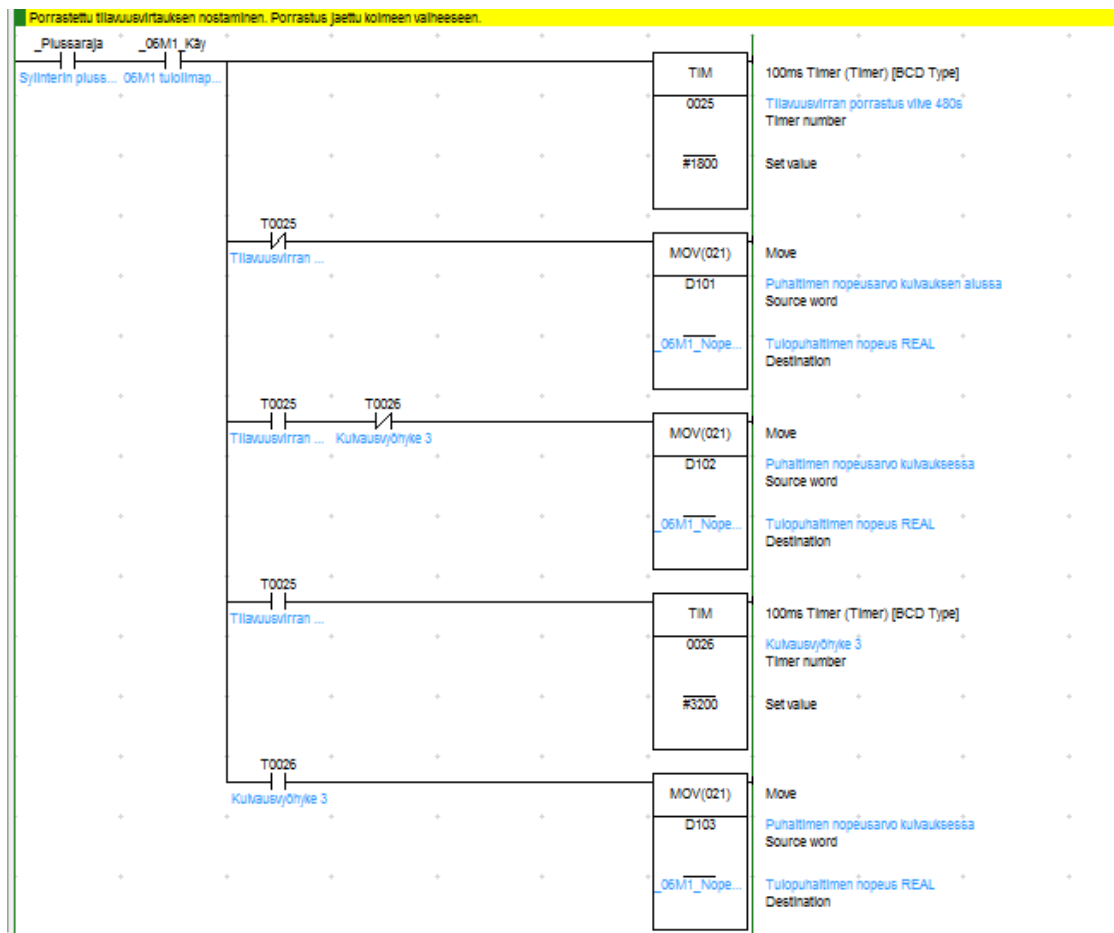 Porrastettu tilavuusvirtauksen nostaminen. Porrastus jaettu kolmeen vaiheeseen.
_Plussaraja _06M1_Käy
Sylinterin pluss... 06M1 tuloilmap...
TIM 100ms Timer (Timer) [BCD Type]
0025 Tilavuusvirran porrastus viive 480s
Timer number
#1800 Set value
T0025
Tilavuusvirran ...
MOV(021) Move
D101 Puhaltimen nopeusarvo kuivauksen alussa
Source word
_06M1_Nope... Tulopuhaltimen nopeus REAL
Destination
T0025 T0026
Tilavuusvirran ... Kuivausvyöhyke 3
MOV(021) Move
D102 Puhaltimen nopeusarvo kuivauksessa
Source word
_06M1_Nope... Tulopuhaltimen nopeus REAL
Destination
T0025
Tilavuusvirran ...
TIM 100ms Timer (Timer) [BCD Type]
0026 Kuivausvyöhyke 3
Timer number
#3200 Set value
T0026
Kuivausvyöhyke 3
MOV(021) Move
D103 Puhaltimen nopeusarvo kuivauksessa
Source word
_06M1_Nope... Tulopuhaltimen nopeus REAL
Destination